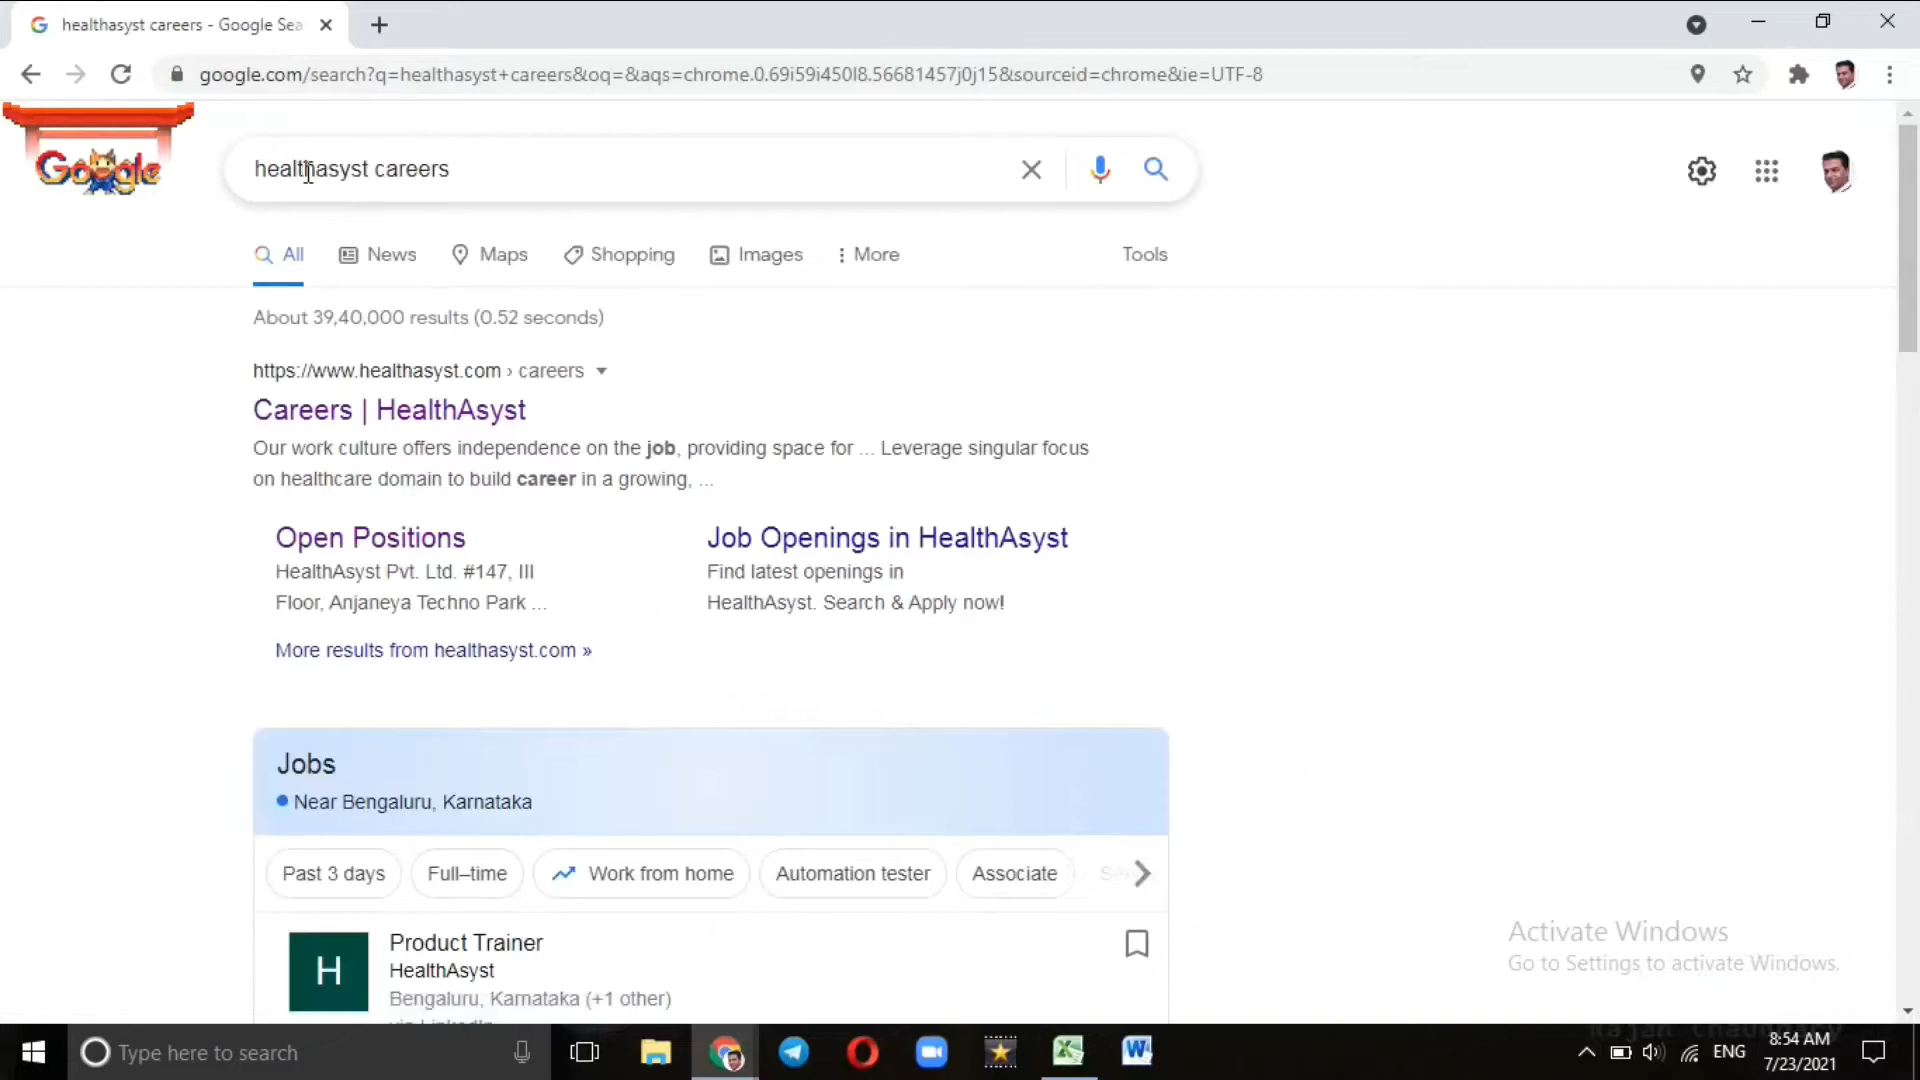 healthasyst careers - Google Sea
google.com/search?q=healthasyst+careers&oq=&aqs=chrome.0.69i59i450l8.56681457j0j15&sourceid=chrome&ie=UTF-8
Google
healthasyst careers
All News Maps Shopping Images More Tools
About 39,40,000 results (0.52 seconds)
https://www.healthasyst.com › careers
Careers | HealthAsyst
Our work culture offers independence on the job, providing space for ... Leverage singular focus
on healthcare domain to build career in a growing, ...
Open Positions
HealthAsyst Pvt. Ltd. #147, III
Floor, Anjaneya Techno Park ...
Job Openings in HealthAsyst
Find latest openings in
HealthAsyst. Search & Apply now!
More results from healthasyst.com »
Jobs
Near Bengaluru, Karnataka
Past 3 days Full-time Work from home Automation tester Associate
H
Product Trainer
HealthAsyst
Bengaluru, Karnataka (+1 other)
via LinkedIn
Activate Windows
Go to Settings to activate Windows.
Type here to search
ENG
8:54 AM
7/23/2021